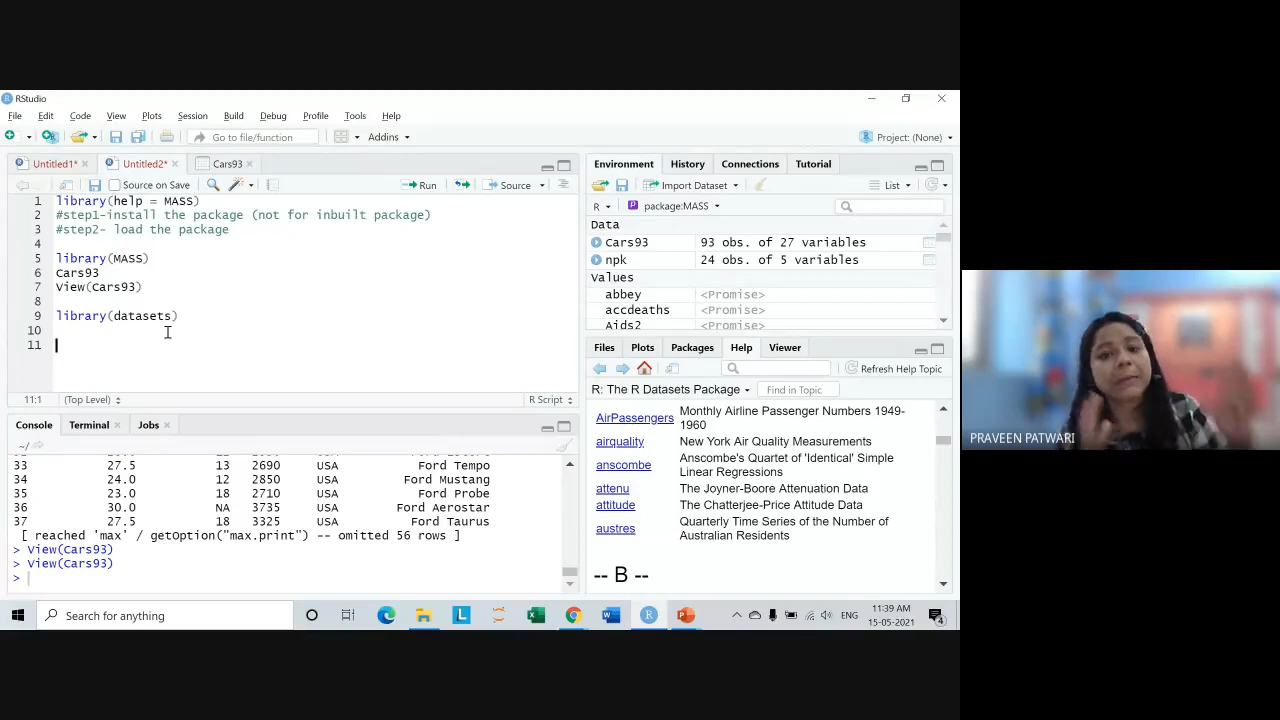 RStudio
File Edit Code View Plots Session Build Debug Profile Tools Help
Go to file/function Addins Project: (None)
Untitled1* Untitled2* Cars93
Source on Save Run Source
1 library(help = MASS)
2 #step1-install the package (not for inbuilt package)
3 #step2- load the package
4
5 library(MASS)
6 Cars93
7 View(Cars93)
8
9 library(datasets)
10
11
11:1 (Top Level) R Script
Console Terminal Jobs
~/
33 27.5 13 2690 USA Ford Tempo
34 24.0 12 2850 USA Ford Mustang
35 23.0 18 2710 USA Ford Probe
36 30.0 NA 3735 USA Ford Aerostar
37 27.5 18 3325 USA Ford Taurus
[ reached 'max' / getOption("max.print") -- omitted 56 rows ]
> View(Cars93)
> View(Cars93)
>
Environment History Connections Tutorial
Import Dataset List
R package:MASS
Data
Cars93 93 obs. of 27 variables
npk 24 obs. of 5 variables
Values
abbey <Promise>
accdeaths <Promise>
Aids2 <Promise>
Files Plots Packages Help Viewer
Refresh Help Topic
R: The R Datasets Package Find in Topic
AirPassengers Monthly Airline Passenger Numbers 1949-
1960
airquality New York Air Quality Measurements
anscombe Anscombe's Quartet of 'Identical' Simple
Linear Regressions
attenu The Joyner-Boore Attenuation Data
attitude The Chatterjee-Price Attitude Data
austres Quarterly Time Series of the Number of
Australian Residents
-- B --
Search for anything
ENG
11:39 AM
15-05-2021
4
PRAVEEN PATWARI